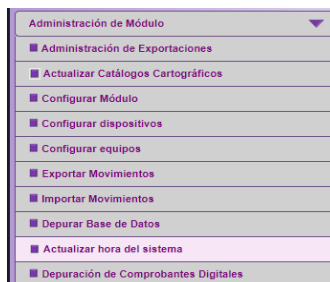 Administración de Módulo
Administración de Exportaciones
Actualizar Catálogos Cartográficos
Configurar Módulo
Configurar dispositivos
Configurar equipos
Exportar Movimientos
Importar Movimientos
Depurar Base de Datos
Actualizar hora del sistema
Depuración de Comprobantes Digitales